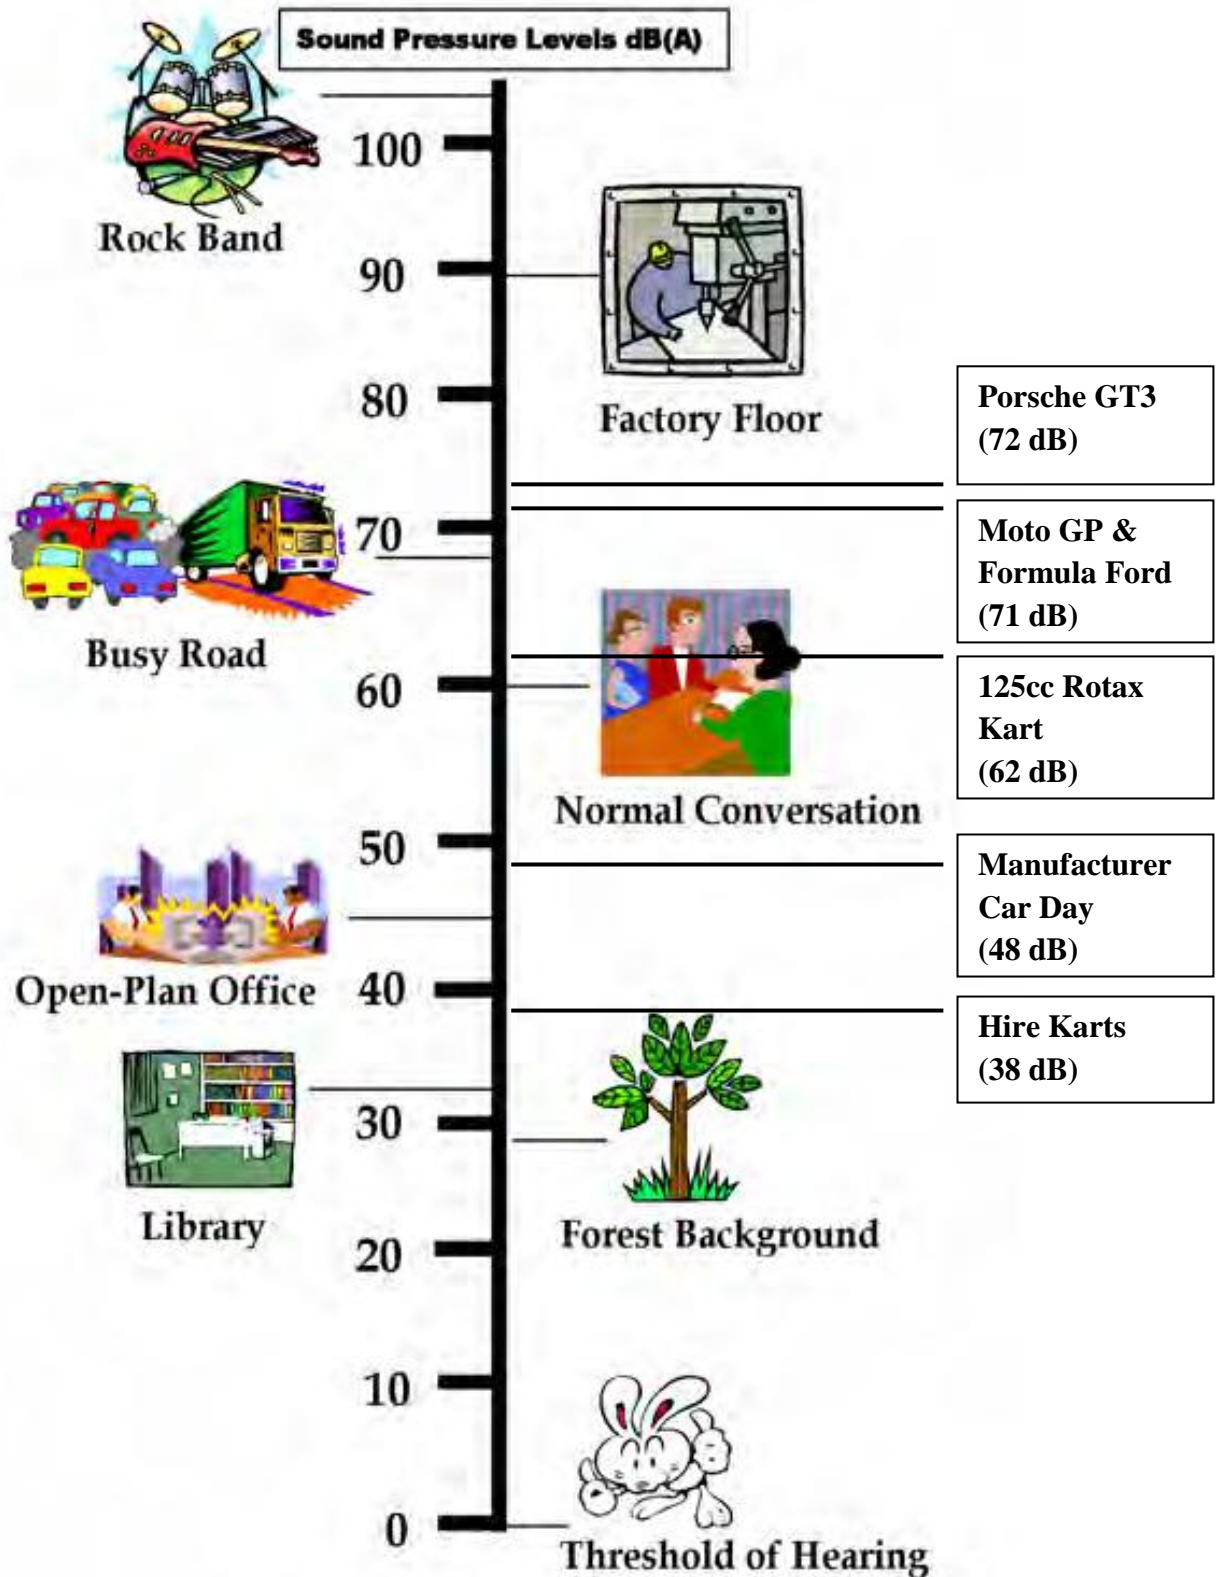 Sound Pressure Levels dB(A)
100
Rock Band
90
80
Factory Floor
Porsche GT3
(72 dB)
70
Moto GP &
Formula Ford
(71 dB)
Busy Road
60
125cc Rotax
Kart
(62 dB)
Normal Conversation
50
Manufacturer
Car Day
(48 dB)
Open-Plan Office
40
Hire Karts
(38 dB)
30
Library
Forest Background
20
10
0
Threshold of Hearing